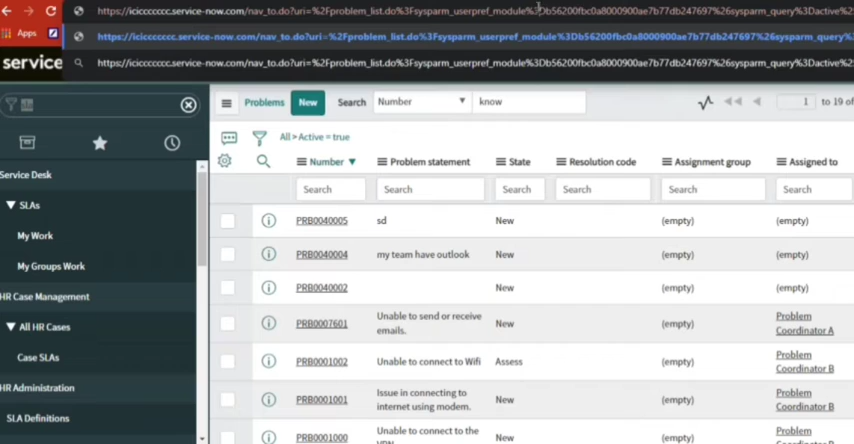 https://iciccccccc.service-now.com/nav_to.do?uri=%2Fproblem_list.do%3Fsysparm_userpref_module%3Db56200fbc0a8000900ae7b77db247697%26sysparm_query%3Dactive%
Apps
https://iciccccccc.service-now.com/nav_to.do?uri=%2Fproblem_list.do%3Fsysparm_userpref_module%3Db56200fbc0a8000900ae7b77db247697%26sysparm_query%
service
https://iciccccccc.service-now.com/nav_to.do?uri=%2Fproblem_list.do%3Fsysparm_userpref_module%3Db56200fbc0a8000900ae7b77db247697%26sysparm_query%3Dactive%
Problems New Search Number know 1 to 19 of
All > Active = true
Service Desk
SLAs
My Work
My Groups Work
HR Case Management
All HR Cases
Case SLAs
HR Administration
SLA Definitions
Number Problem statement State Resolution code Assignment group Assigned to
Search Search Search Search Search Search
PRB0040005 sd New (empty) (empty)
PRB0040004 my team have outlook New (empty) (empty)
PRB0040002 New (empty) (empty)
PRB0007601 Unable to send or receive emails. New (empty) Problem Coordinator A
PRB0001002 Unable to connect to Wifi Assess (empty) Problem Coordinator B
PRB0001001 Issue in connecting to internet using modem. New (empty) Problem Coordinator B
PRB0001000 Unable to connect to the VPN New (empty) Problem